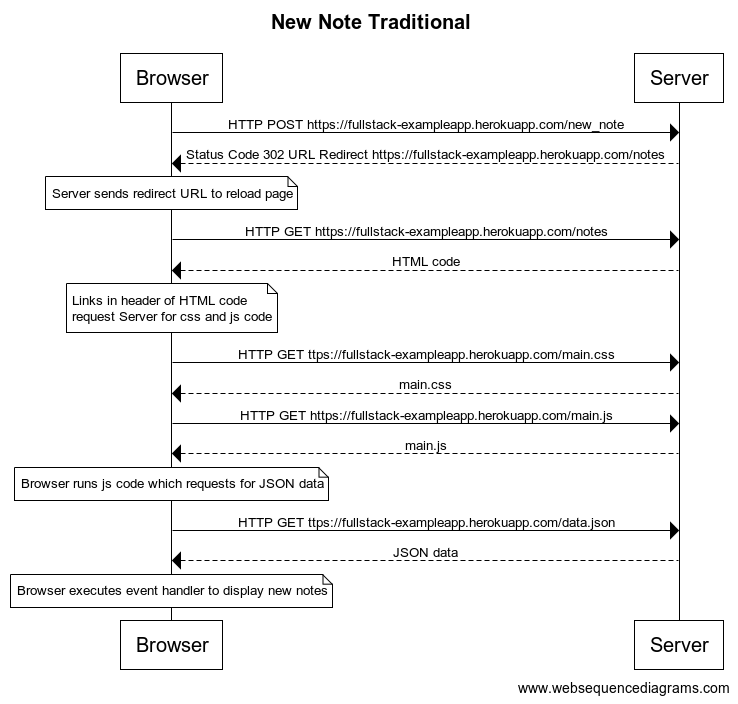 New Note Traditional
Browser
Server
HTTP POST https://fullstack-exampleapp.herokuapp.com/new_note
Status Code 302 URL Redirect https://fullstack-exampleapp.herokuapp.com/notes
Server sends redirect URL to reload page
HTTP GET https://fullstack-exampleapp.herokuapp.com/notes
HTML code
Links in header of HTML code
request Server for css and js code
HTTP GET ttps://fullstack-exampleapp.herokuapp.com/main.css
main.css
HTTP GET https://fullstack-exampleapp.herokuapp.com/main.js
main.js
Browser runs js code which requests for JSON data
HTTP GET ttps://fullstack-exampleapp.herokuapp.com/data.json
JSON data
Browser executes event handler to display new notes
Browser
Server
www.websequencediagrams.com